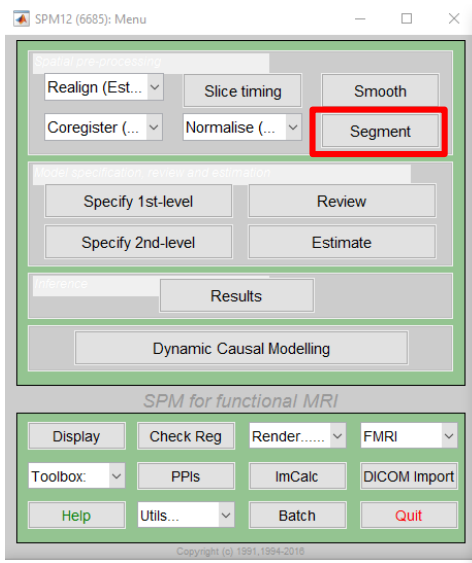 SPM12 (6685): Menu
Spatial pre-processing
Realign (Est... Slice timing Smooth
Coregister (... Normalise (... Segment
Model specification, review and estimation
Specify 1st-level Review
Specify 2nd-level Estimate
Inference
Results
Dynamic Causal Modelling
SPM for functional MRI
Display Check Reg Render...... FMRI
Toolbox: PPIs ImCalc DICOM Import
Help Utils... Batch Quit
Copyright (c) 1991,1994-2016